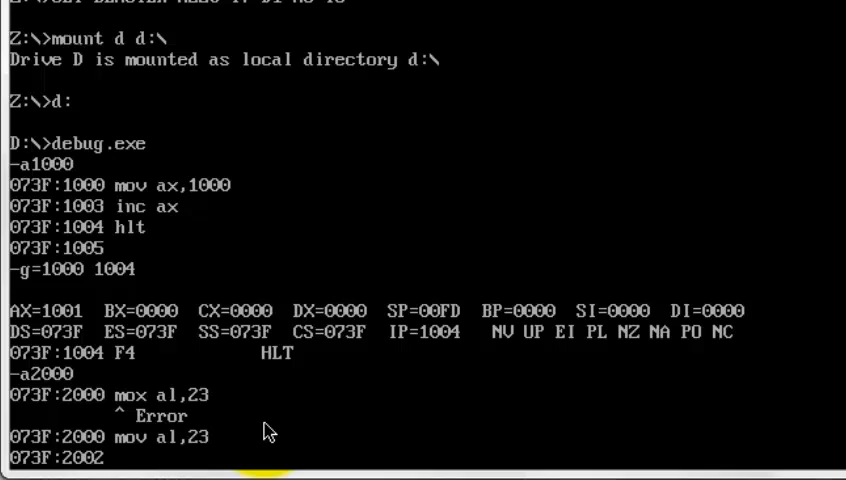 Z:\>mount d d:\
Drive D is mounted as local directory d:\
Z:\>d:
D:\>debug.exe
-a1000
073F:1000 mov ax,1000
073F:1003 inc ax
073F:1004 hlt
073F:1005
-g=1000 1004
AX=1001  BX=0000  CX=0000  DX=0000  SP=00FD  BP=0000  SI=0000  DI=0000
DS=073F  ES=073F  SS=073F  CS=073F  IP=1004   NV UP EI PL NZ NA PO NC
073F:1004 F4            HLT
-a2000
073F:2000 mox al,23
          ^ Error
073F:2000 mov al,23
073F:2002